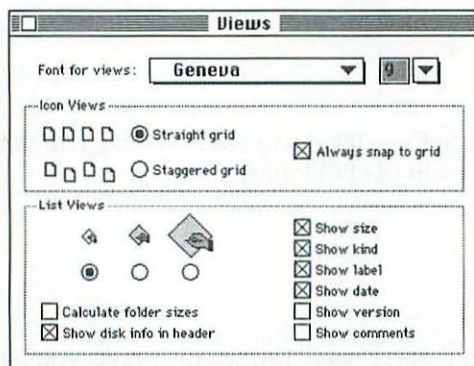 Views
Font for views: Geneva 9
Icon Views
Straight grid
Staggered grid
Always snap to grid
List Views
Calculate folder sizes
Show disk info in header
Show size
Show kind
Show label
Show date
Show version
Show comments